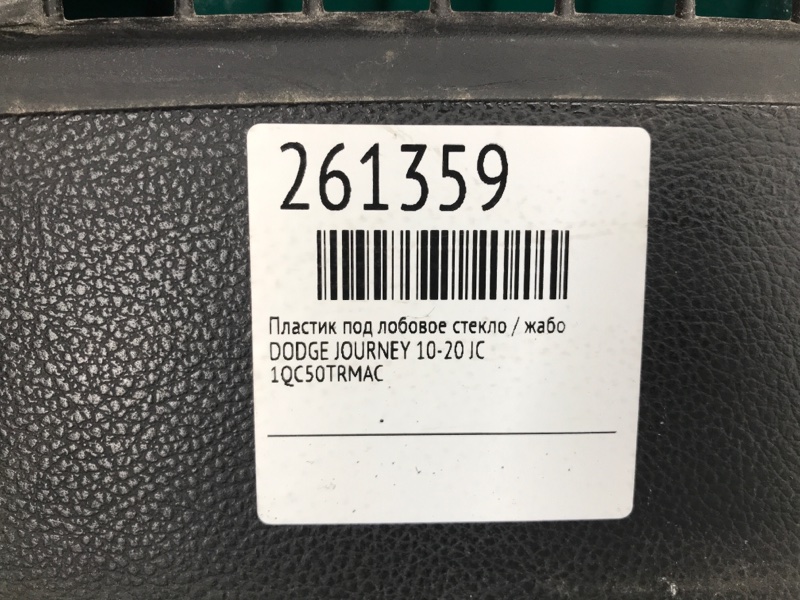 261359
Пластик под лобовое стекло / жабо
DODGE JOURNEY 10-20 JC
1QC50TRMAC